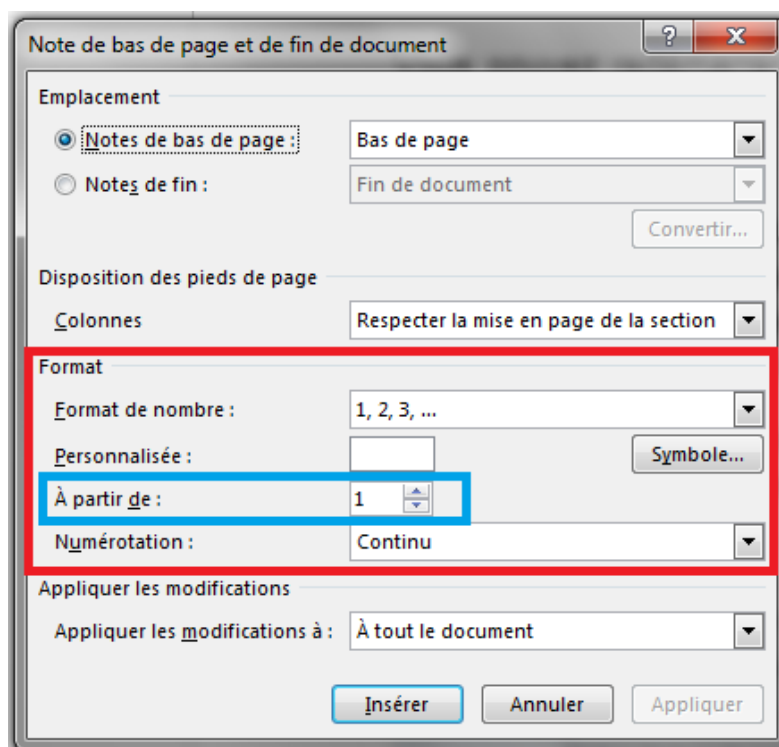 Note de bas de page et de fin de document ?
Emplacement
Notes de bas de page : Bas de page
Notes de fin : Fin de document
Convertir...
Disposition des pieds de page
Colonnes Respecter la mise en page de la section
Format
Format de nombre : 1, 2, 3, ...
Personnalisée : Symbole...
À partir de : 1
Numérotation : Continu
Appliquer les modifications
Appliquer les modifications à : À tout le document
Insérer Annuler Appliquer